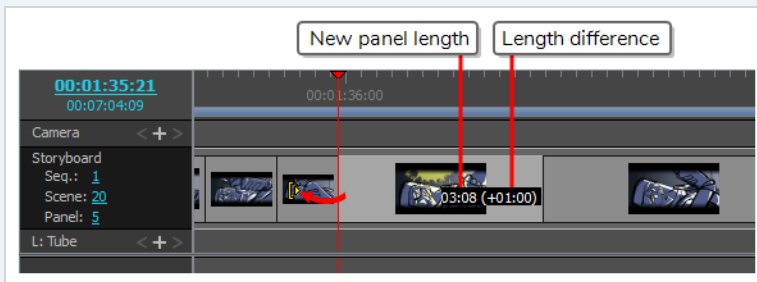 New panel length
Length difference
00:01:35:21
00:07:04:09
00:01:36:00
Camera
Storyboard
Seq.: 1
Scene: 20
Panel: 5
03:08 (+01:00)
L: Tube